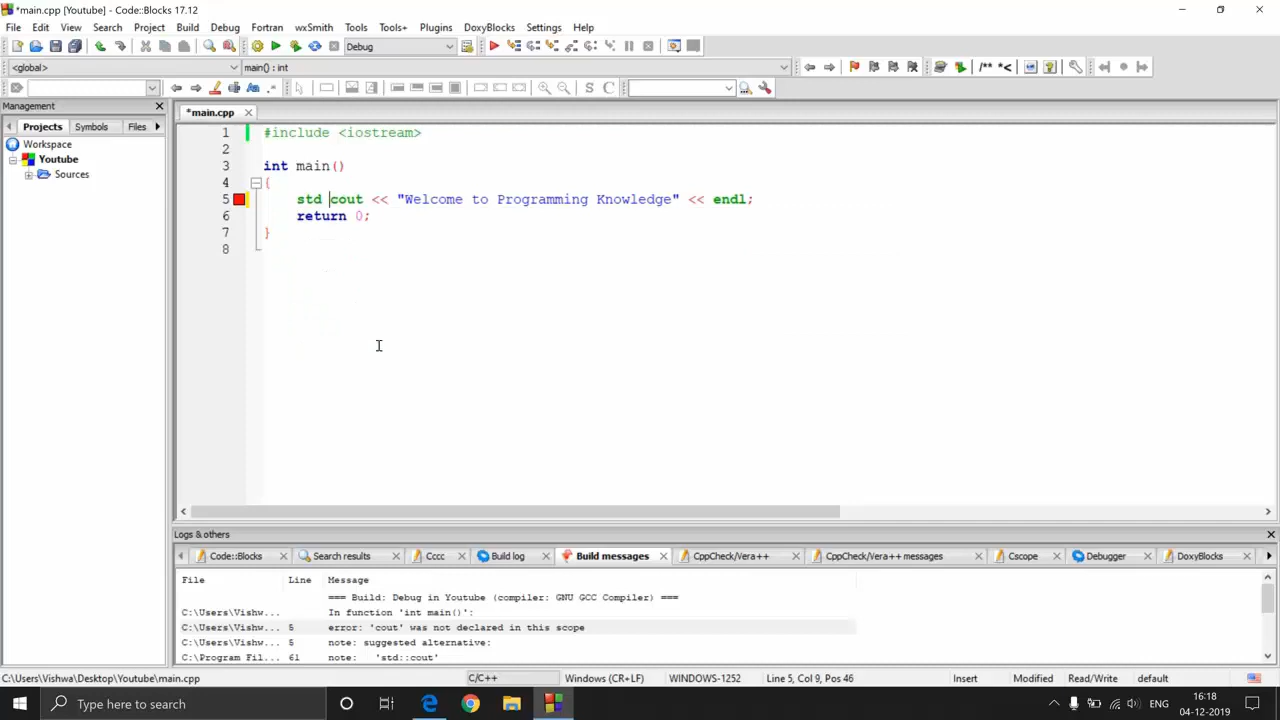 *main.cpp [Youtube] - Code::Blocks 17.12
File Edit View Search Project Build Debug Fortran wxSmith Tools Tools+ Plugins DoxyBlocks Settings Help
Debug
<global> main() : int
/** *<
S C
Management
*main.cpp
Projects Symbols Files
Workspace
Youtube
Sources
1 #include <iostream>
2
3 int main()
4 {
5 std cout << "Welcome to Programming Knowledge" << endl;
6 return 0;
7 }
8
Logs & others
Code::Blocks Search results Cccc Build log Build messages CppCheck/Vera++ CppCheck/Vera++ messages Cscope Debugger DoxyBlocks
File Line Message
=== Build: Debug in Youtube (compiler: GNU GCC Compiler) ===
C:\Users\Vishw... In function 'int main()':
C:\Users\Vishw... 5 error: 'cout' was not declared in this scope
C:\Users\Vishw... 5 note: suggested alternative:
C:\Program Fil... 61 note: 'std::cout'
C:\Users\Vishwa\Desktop\Youtube\main.cpp C/C++ Windows (CR+LF) WINDOWS-1252 Line 5, Col 9, Pos 46 Insert Modified Read/Write default
Type here to search
ENG
16:18
04-12-2019